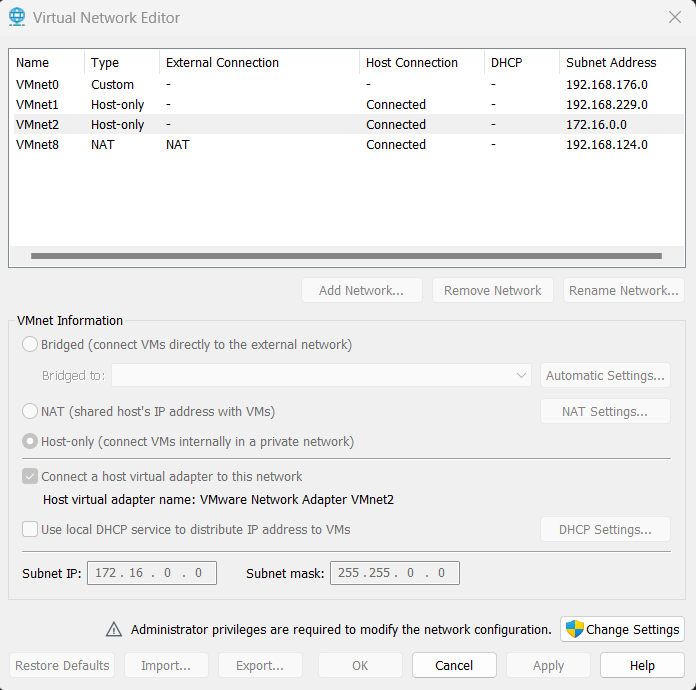 Virtual Network Editor
Name Type External Connection Host Connection DHCP Subnet Address
VMnet0 Custom - - - 192.168.176.0
VMnet1 Host-only - Connected - 192.168.229.0
VMnet2 Host-only - Connected - 172.16.0.0
VMnet8 NAT NAT Connected - 192.168.124.0
Add Network... Remove Network Rename Network...
VMnet Information
Bridged (connect VMs directly to the external network)
Bridged to: Automatic Settings...
NAT (shared host's IP address with VMs) NAT Settings...
Host-only (connect VMs internally in a private network)
Connect a host virtual adapter to this network
Host virtual adapter name: VMware Network Adapter VMnet2
Use local DHCP service to distribute IP address to VMs DHCP Settings...
Subnet IP: 172 . 16 . 0 . 0 Subnet mask: 255 . 255 . 0 . 0
Administrator privileges are required to modify the network configuration. Change Settings
Restore Defaults Import... Export... OK Cancel Apply Help